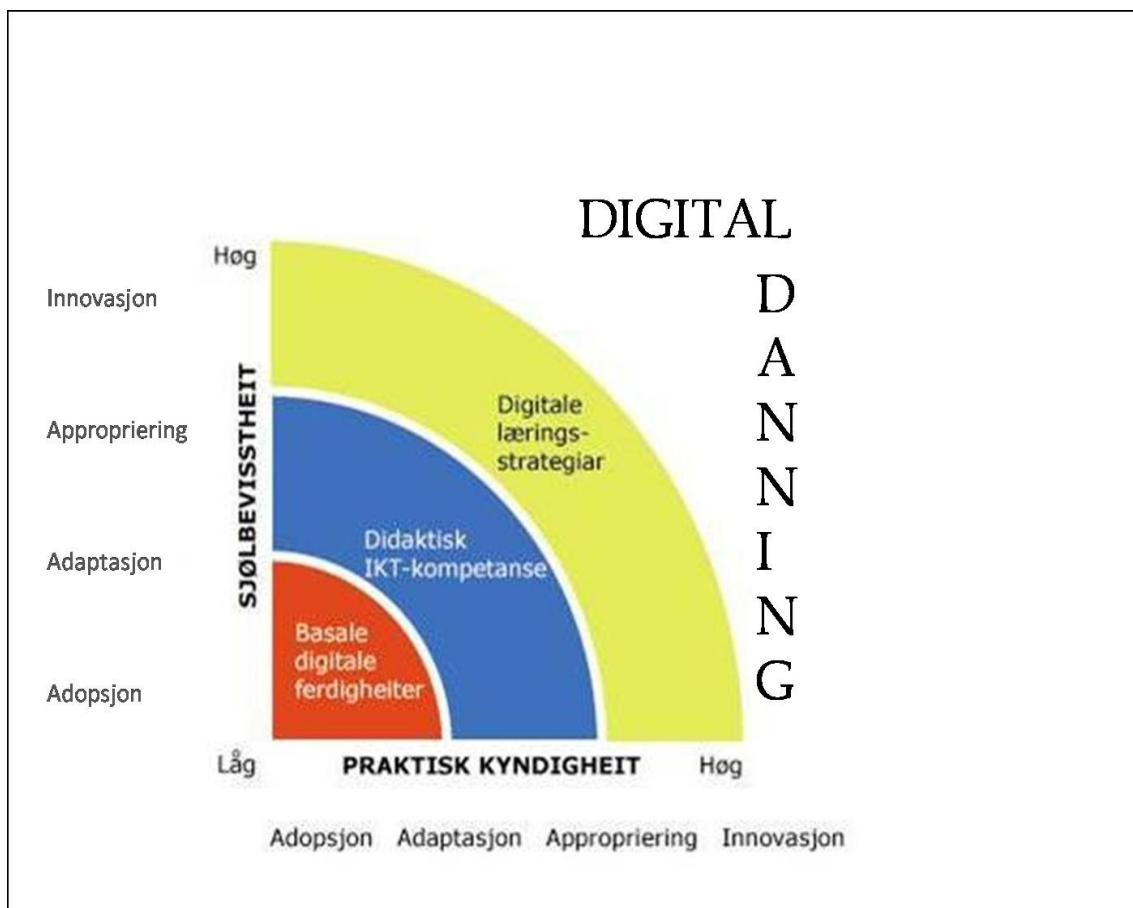 DIGITAL
DANNING
Høg
Innovasjon
Appropriering
Adaptasjon
Adopsjon
SJØLBEVISSTHEIT
Digitale
lærings-
strategiar
Didaktisk
IKT-kompetanse
Basale
digitale
ferdigheiter
Låg
PRAKTISK KYNDIGHEIT
Høg
Adopsjon Adaptasjon Appropriering Innovasjon